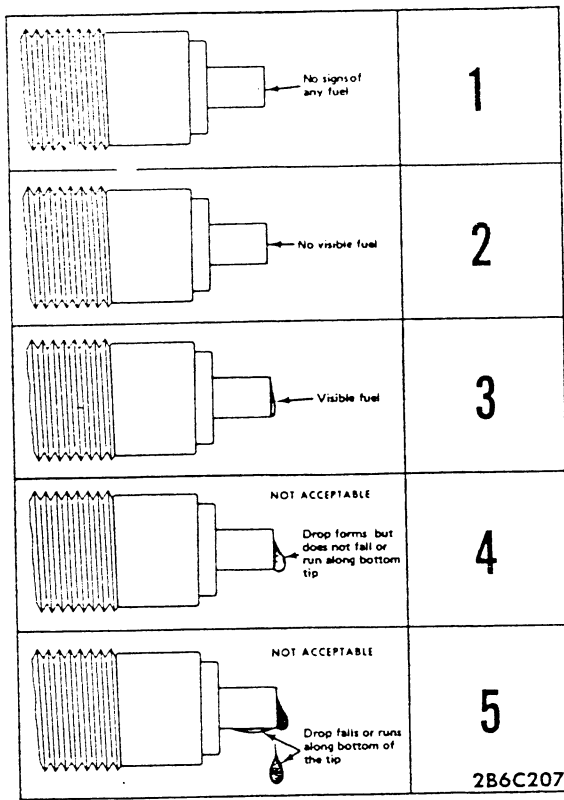 No signs of
any fuel
1
No visible fuel
2
Visible fuel
3
NOT ACCEPTABLE
Drop forms but
does not fall or
run along bottom
tip
4
NOT ACCEPTABLE
Drop falls or runs
along bottom of
the tip
5
2B6C207